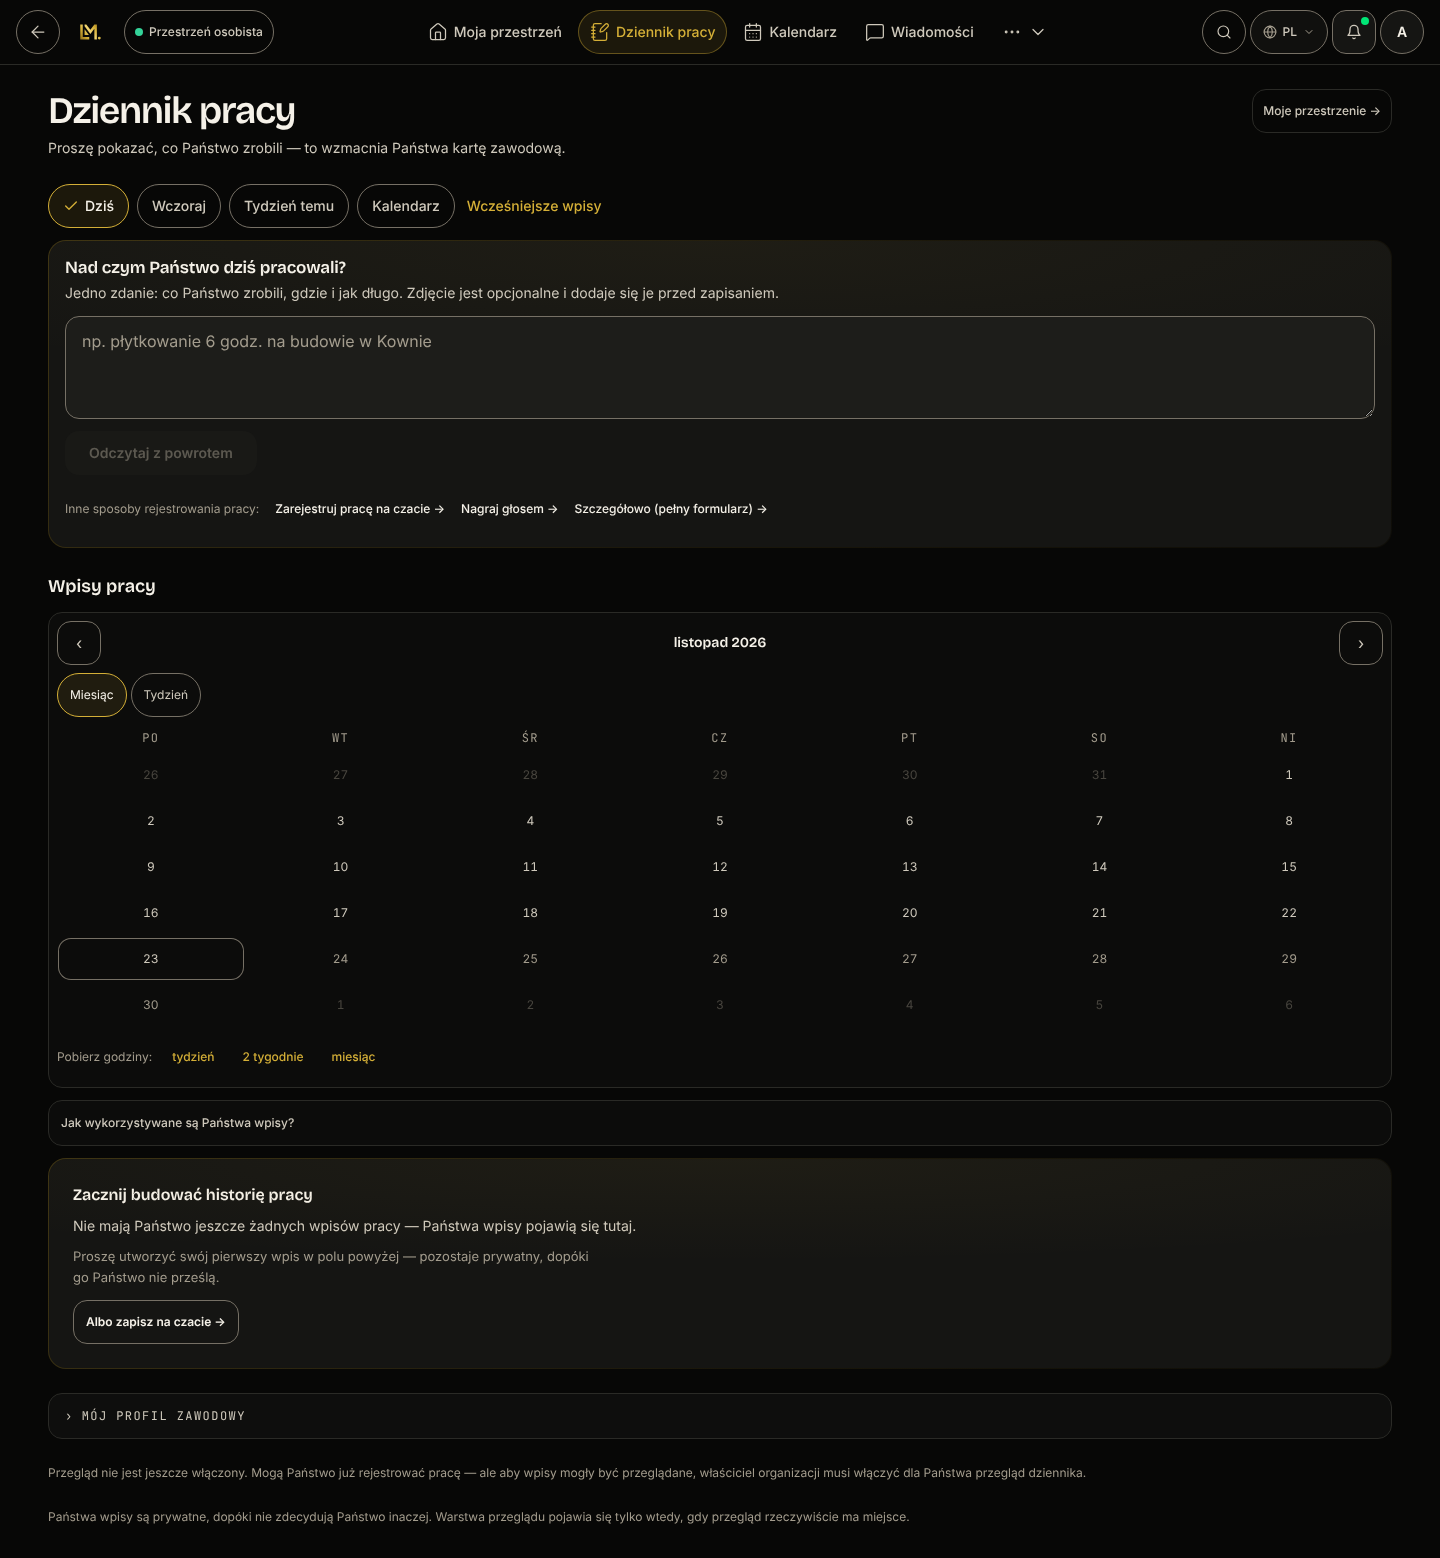 LM.
Przestrzeń osobista
Moja przestrzeń
Dziennik pracy
Kalendarz
Wiadomości
PL
A
Dziennik pracy
Moje przestrzenie →
Proszę pokazać, co Państwo zrobili — to wzmacnia Państwa kartę zawodową.
Dziś
Wczoraj
Tydzień temu
Kalendarz
Wcześniejsze wpisy
Nad czym Państwo dziś pracowali?
Jedno zdanie: co Państwo zrobili, gdzie i jak długo. Zdjęcie jest opcjonalne i dodaje się je przed zapisaniem.
np. płytkowanie 6 godz. na budowie w Kownie
Odczytaj z powrotem
Inne sposoby rejestrowania pracy: Zarejestruj pracę na czacie → Nagraj głosem → Szczegółowo (pełny formularz) →
Wpisy pracy
‹ listopad 2026 ›
Miesiąc Tydzień
PO WT ŚR CZ PT SO NI
26 27 28 29 30 31 1
2 3 4 5 6 7 8
9 10 11 12 13 14 15
16 17 18 19 20 21 22
23 24 25 26 27 28 29
30 1 2 3 4 5 6
Pobierz godziny: tydzień 2 tygodnie miesiąc
Jak wykorzystywane są Państwa wpisy?
Zacznij budować historię pracy
Nie mają Państwo jeszcze żadnych wpisów pracy — Państwa wpisy pojawią się tutaj.
Proszę utworzyć swój pierwszy wpis w polu powyżej — pozostaje prywatny, dopóki
go Państwo nie prześlą.
Albo zapisz na czacie →
› MÓJ PROFIL ZAWODOWY
Przegląd nie jest jeszcze włączony. Mogą Państwo już rejestrować pracę — ale aby wpisy mogły być przeglądane, właściciel organizacji musi włączyć dla Państwa przegląd dziennika.
Państwa wpisy są prywatne, dopóki nie zdecydują Państwo inaczej. Warstwa przeglądu pojawia się tylko wtedy, gdy przegląd rzeczywiście ma miejsce.